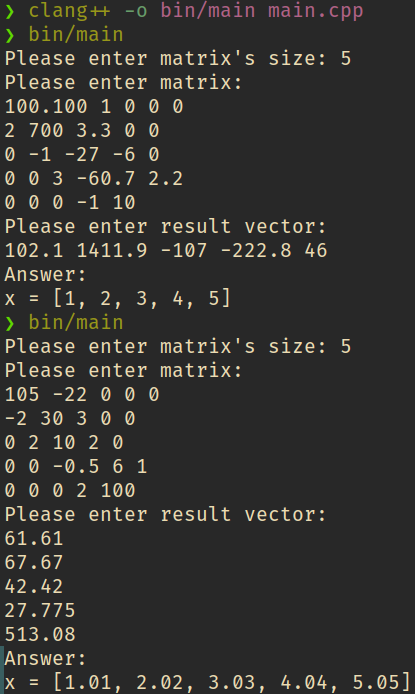 ❯ clang++ -o bin/main main.cpp
❯ bin/main
Please enter matrix's size: 5
Please enter matrix:
100.100 1 0 0 0
2 700 3.3 0 0
0 -1 -27 -6 0
0 0 3 -60.7 2.2
0 0 0 -1 10
Please enter result vector:
102.1 1411.9 -107 -222.8 46
Answer:
x = [1, 2, 3, 4, 5]
❯ bin/main
Please enter matrix's size: 5
Please enter matrix:
105 -22 0 0 0
-2 30 3 0 0
0 2 10 2 0
0 0 -0.5 6 1
0 0 0 2 100
Please enter result vector:
61.61
67.67
42.42
27.775
513.08
Answer:
x = [1.01, 2.02, 3.03, 4.04, 5.05]